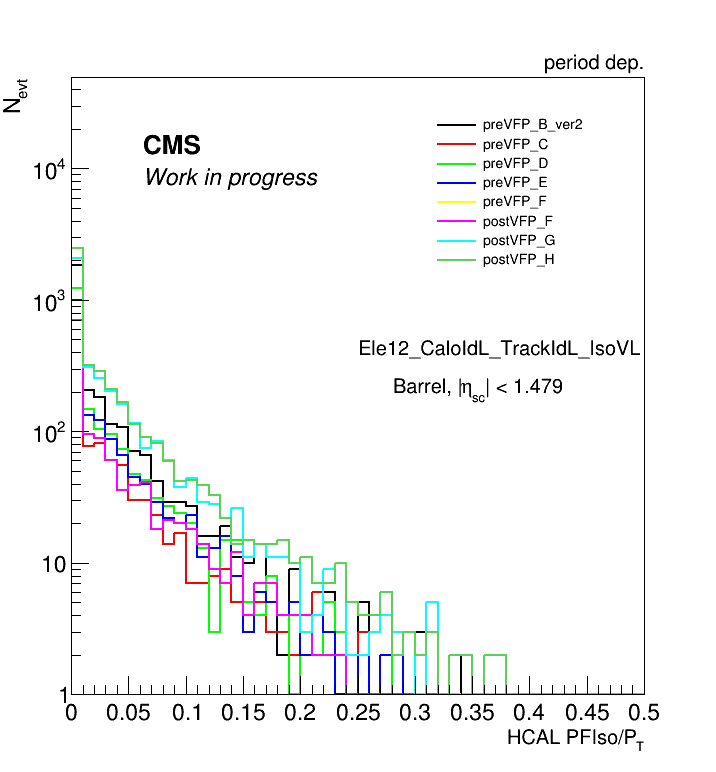 period dep.
N_evt
CMS
Work in progress
preVFP_B_ver2
preVFP_C
preVFP_D
preVFP_E
preVFP_F
postVFP_F
postVFP_G
postVFP_H
Ele12_CaloIdL_TrackIdL_IsoVL
Barrel, |η_sc| < 1.479
10^4
10^3
10^2
10
1
0 0.05 0.1 0.15 0.2 0.25 0.3 0.35 0.4 0.45 0.5
HCAL PFIso/P_T